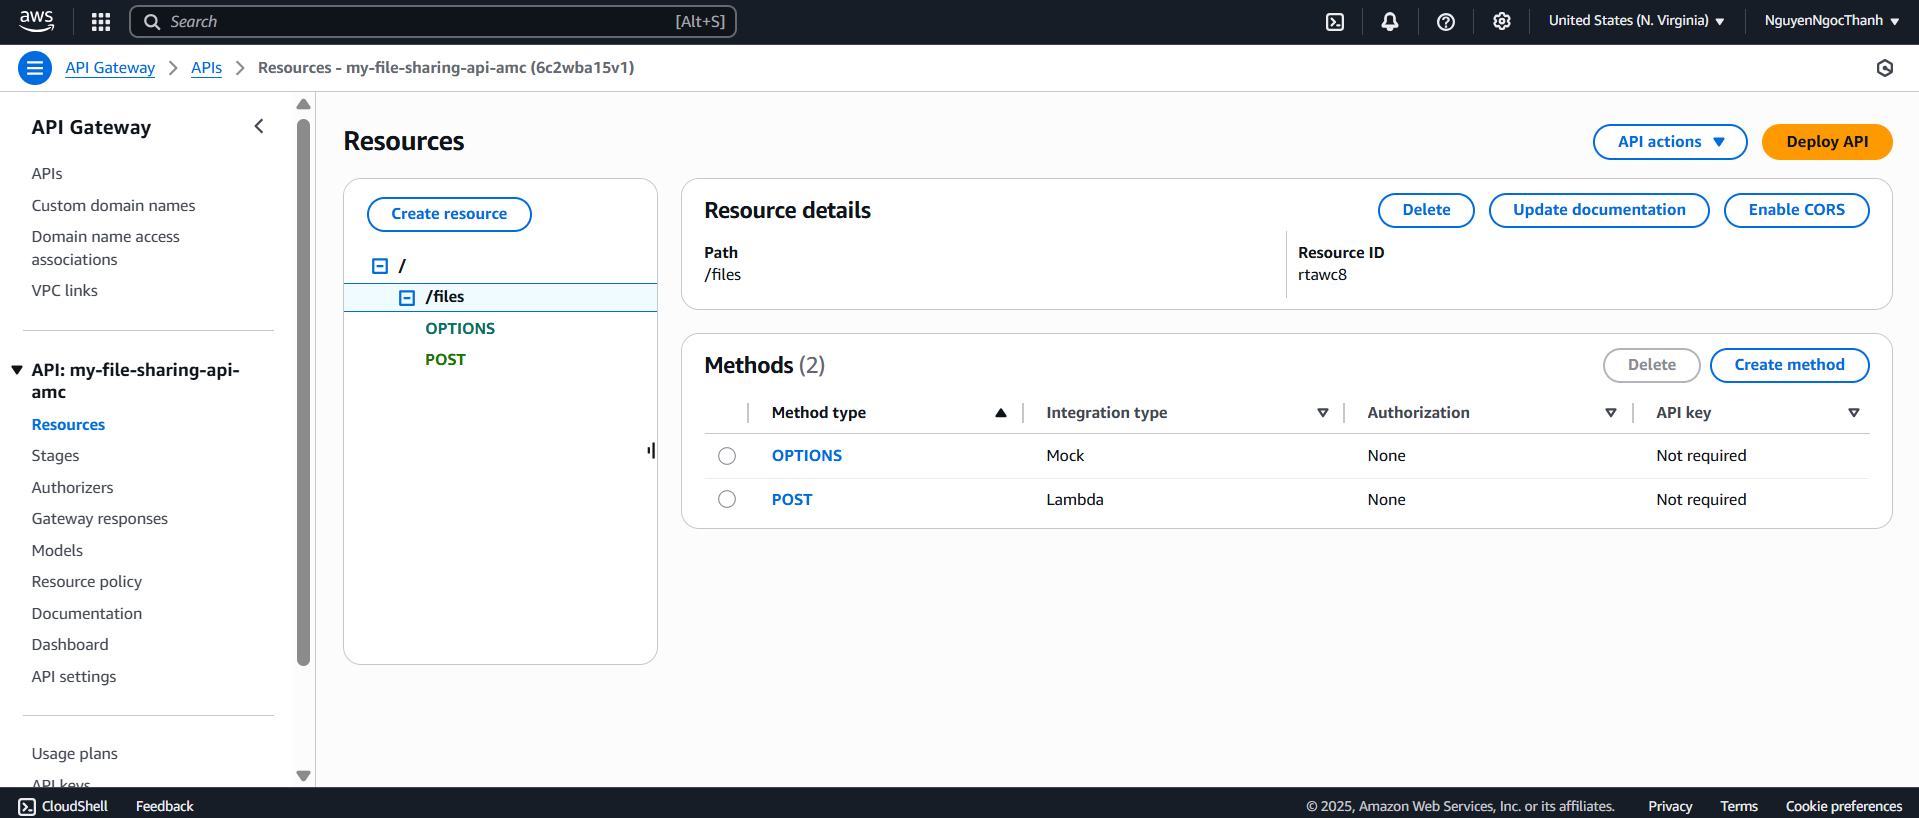 aws
Search
[Alt+S]
United States (N. Virginia)
NguyenNgocThanh
API Gateway
APIs
Resources - my-file-sharing-api-amc (6c2wba15v1)
API Gateway
APIs
Custom domain names
Domain name access
associations
VPC links
API: my-file-sharing-api-
amc
Resources
Stages
Authorizers
Gateway responses
Models
Resource policy
Documentation
Dashboard
API settings
Usage plans
API keys
Resources
API actions
Deploy API
Create resource
/
/files
OPTIONS
POST
Resource details
Delete
Update documentation
Enable CORS
Path
/files
Resource ID
rtawc8
Methods (2)
Delete
Create method
Method type
Integration type
Authorization
API key
OPTIONS
Mock
None
Not required
POST
Lambda
None
Not required
CloudShell
Feedback
© 2025, Amazon Web Services, Inc. or its affiliates.
Privacy
Terms
Cookie preferences